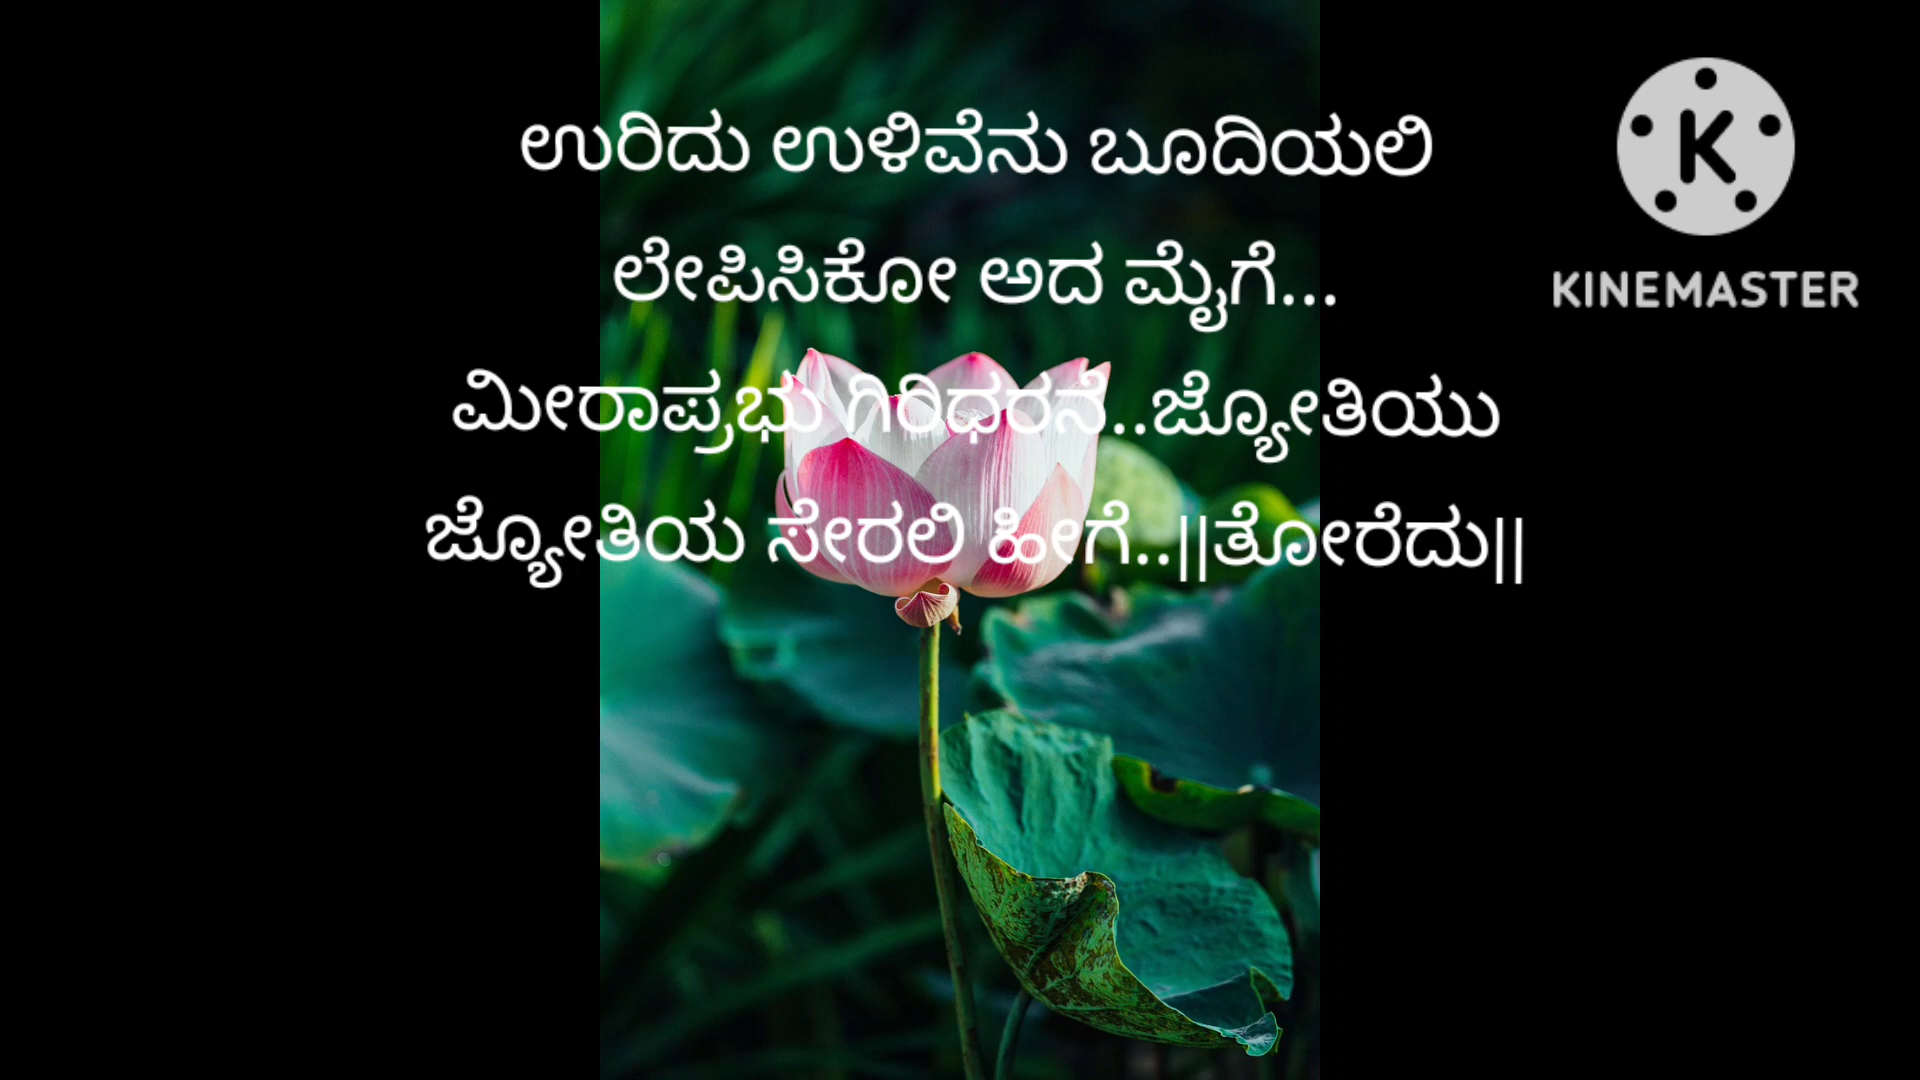 ಉರಿದು ಉಳಿವೆನು ಬೂದಿಯಲಿ
ಲೇಪಿಸಿಕೋ ಅದ ಮೈಗೆ...
ಮೀರಾಪ್ರಭು ಗಿರಿಧರನೆ..ಜ್ಯೋತಿಯು
ಜ್ಯೋತಿಯ ಸೇರಲಿ ಹೀಗೆ..||ತೋರೆದು||
K
KINEMASTER